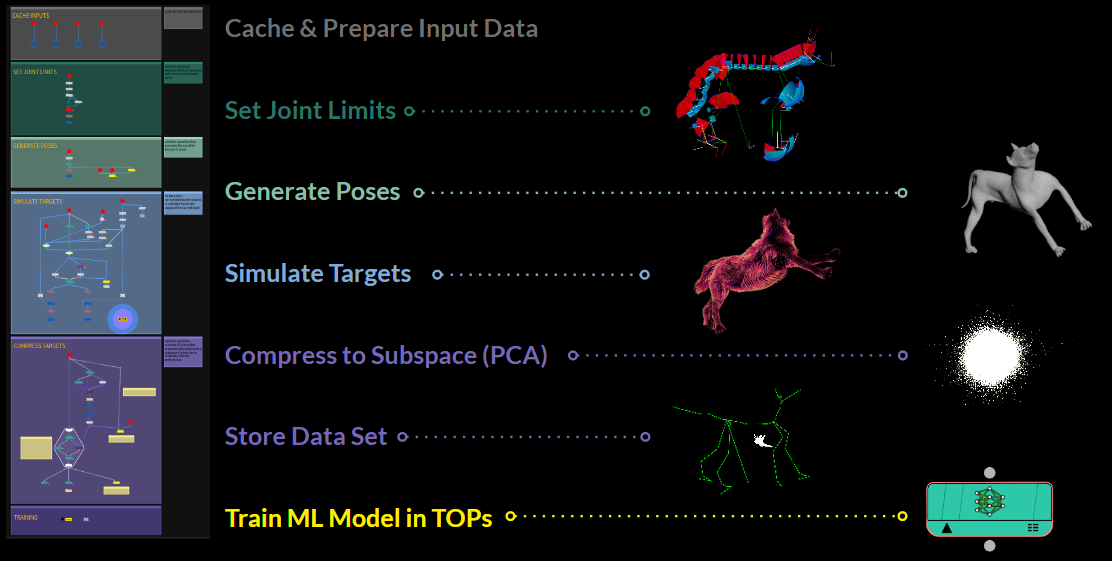 CACHE INPUTS
SET JOINT LIMITS
GENERATE POSES
SIMULATE TARGETS
COMPRESS TARGETS
TRAINING
Cache & Prepare Input Data
Set Joint Limits
Generate Poses
Simulate Targets
Compress to Subspace (PCA)
Store Data Set
Train ML Model in TOPs